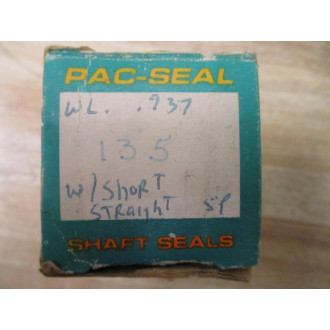 PAC-SEAL
WL. .937
135
W/SHORT
STRAIGHT SP
SHAFT SEALS